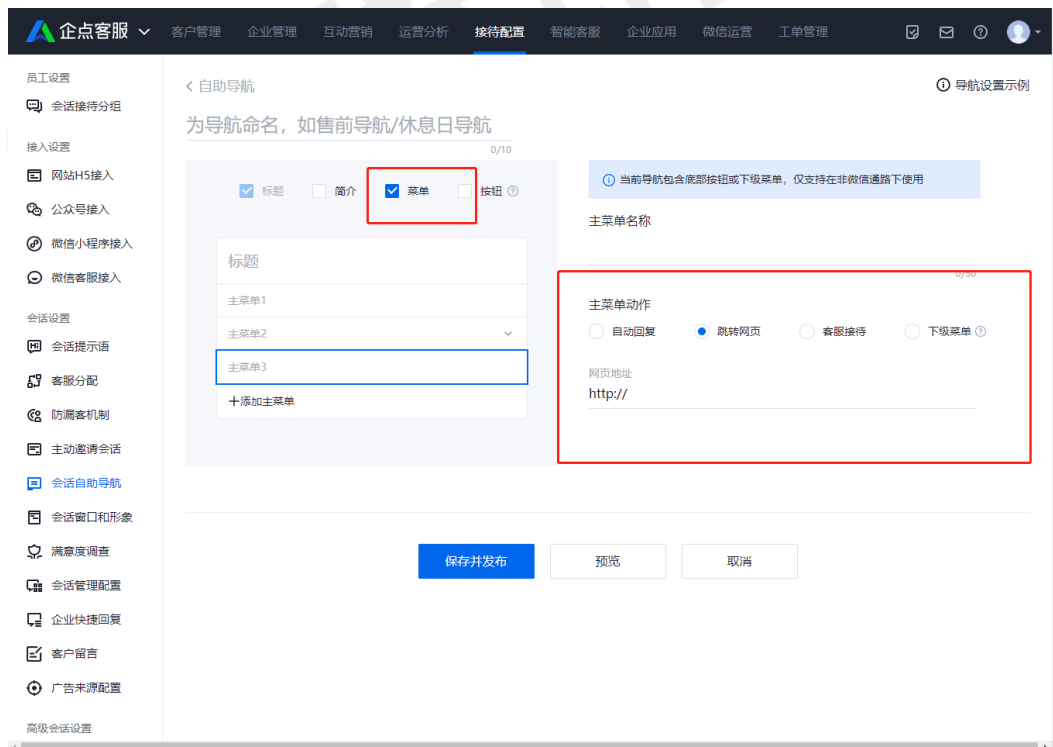 企点客服 客户管理 企业管理 互动营销 运营分析 接待配置 智能客服 企业应用 微信运营 工单管理
员工设置
会话接待分组
接入设置
网站H5接入
公众号接入
微信小程序接入
微信客服接入
会话设置
会话提示语
客服分配
防漏客机制
主动邀请会话
会话自助导航
会话窗口和形象
满意度调查
会话管理配置
企业快捷回复
客户留言
广告来源配置
高级会话设置
自助导航
导航设置示例
为导航命名，如售前导航/休息日导航
0/10
标题 简介 菜单 按钮
标题
主菜单1
主菜单2
主菜单3
+添加主菜单
当前导航包含底部按钮或下级菜单，仅支持在非微信通路下使用
主菜单名称
0/50
主菜单动作
自动回复 跳转网页 客服接待 下级菜单
网页地址
http://
保存并发布 预览 取消